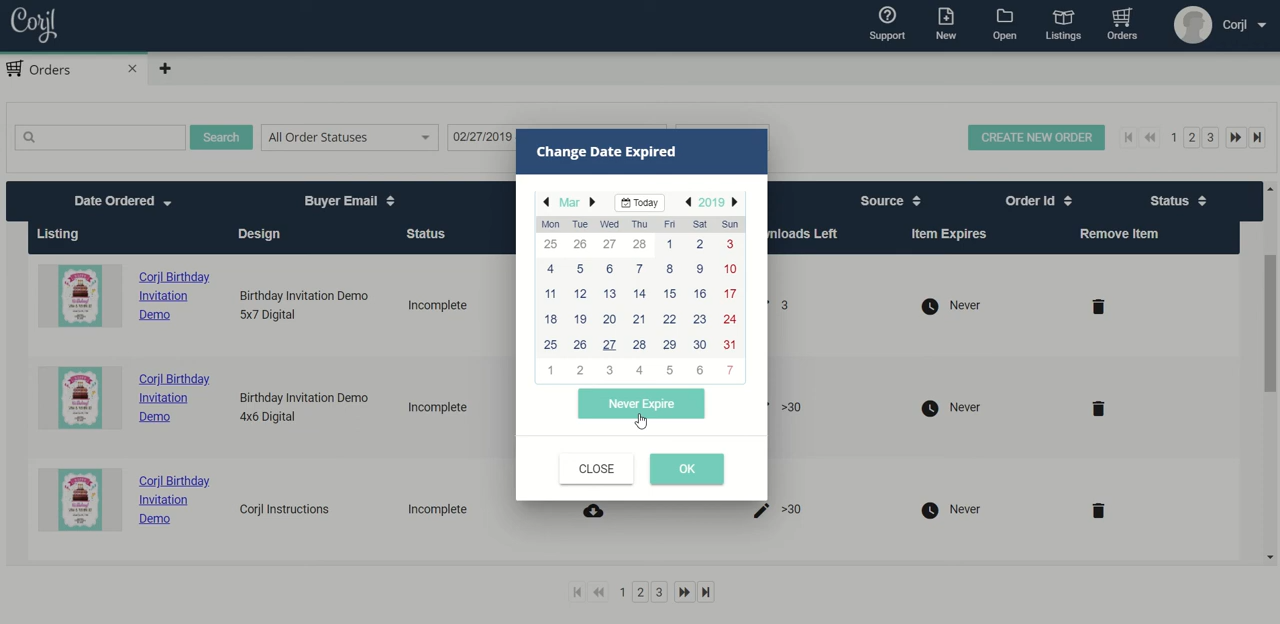 Corjl
Support
New
Open
Listings
Orders
Corjl
Orders
Search
All Order Statuses
02/27/2019
CREATE NEW ORDER
1 2 3
Date Ordered
Buyer Email
Source
Order Id
Status
Listing
Design
Status
Left
Item Expires
Remove Item
Corjl Birthday
Invitation
Demo
Birthday Invitation Demo
5x7 Digital
Incomplete
3
Never
Corjl Birthday
Invitation
Demo
Birthday Invitation Demo
4x6 Digital
Incomplete
>30
Never
Corjl Birthday
Invitation
Demo
Corjl Instructions
Incomplete
>30
Never
1 2 3
Change Date Expired
Mar Today 2019
Mon Tue Wed Thu Fri Sat Sun
25 26 27 28 1 2 3
4 5 6 7 8 9 10
11 12 13 14 15 16 17
18 19 20 21 22 23 24
25 26 27 28 29 30 31
1 2 3 4 5 6 7
Never Expire
CLOSE
OK